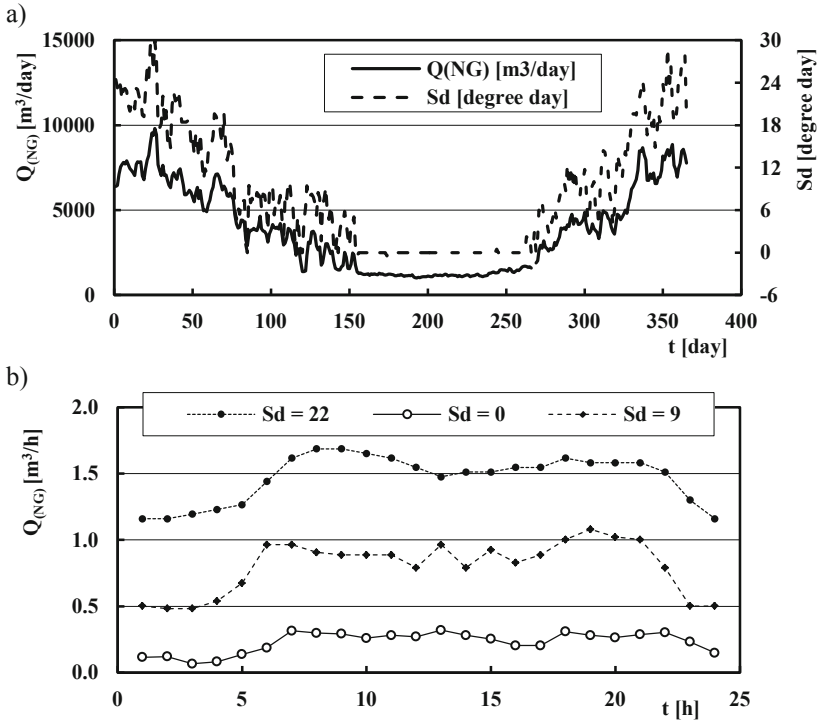 a)
15000
10000
5000
0
Q(NG) [m³/day]
Q(NG) [m3/day]
Sd [degree day]
30
24
18
12
6
0
-6
Sd [degree day]
0
50
100
150
200
250
300
350
400
t [day]
b)
2.0
1.5
1.0
0.5
0.0
Q(NG) [m³/h]
Sd = 22
Sd = 0
Sd = 9
0
5
10
15
20
25
t [h]